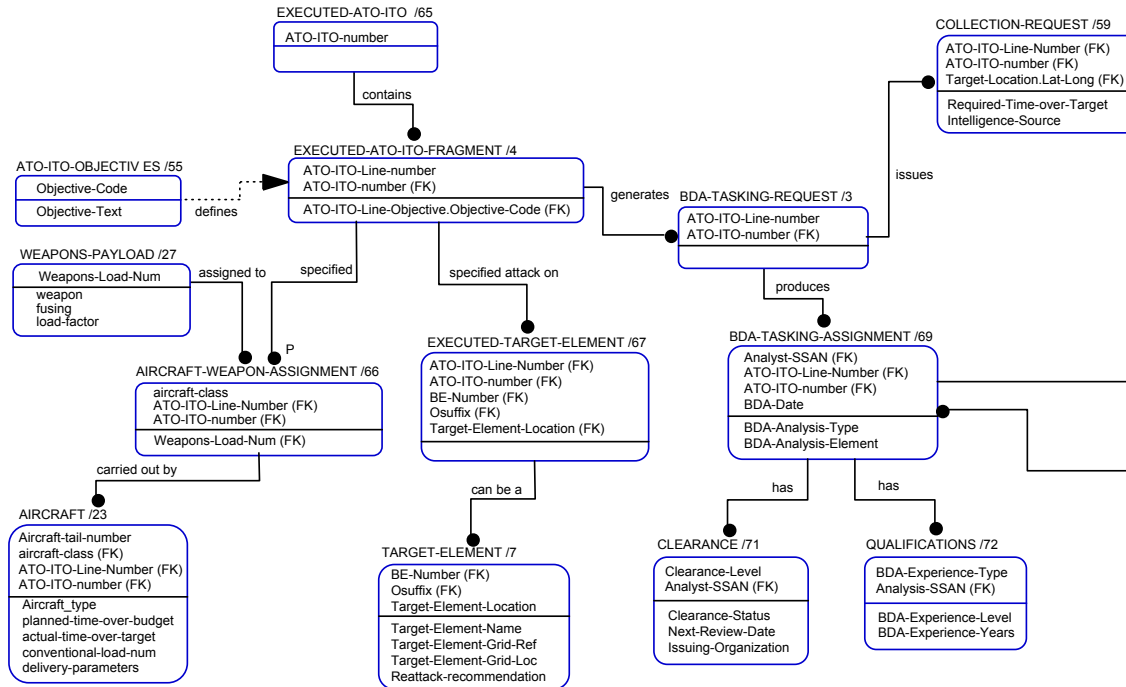 EXECUTED-ATO-ITO /65
ATO-ITO-number
contains
COLLECTION-REQUEST /59
ATO-ITO-Line-Number (FK)
ATO-ITO-number (FK)
Target-Location.Lat-Long (FK)
Required-Time-over-Target
Intelligence-Source
issues
ATO-ITO-OBJECTIV ES /55
Objective-Code
Objective-Text
defines
EXECUTED-ATO-ITO-FRAGMENT /4
ATO-ITO-Line-number
ATO-ITO-number (FK)
ATO-ITO-Line-Objective.Objective-Code (FK)
generates
BDA-TASKING-REQUEST /3
ATO-ITO-Line-number
ATO-ITO-number (FK)
produces
WEAPONS-PAYLOAD /27
Weapons-Load-Num
weapon
fusing
load-factor
assigned to
specified
P
specified attack on
AIRCRAFT-WEAPON-ASSIGNMENT /66
aircraft-class
ATO-ITO-Line-Number (FK)
ATO-ITO-number (FK)
Weapons-Load-Num (FK)
carried out by
EXECUTED-TARGET-ELEMENT /67
ATO-ITO-Line-Number (FK)
ATO-ITO-number (FK)
BE-Number (FK)
Osuffix (FK)
Target-Element-Location (FK)
can be a
BDA-TASKING-ASSIGNMENT /69
Analyst-SSAN (FK)
ATO-ITO-Line-Number (FK)
ATO-ITO-number (FK)
BDA-Date
BDA-Analysis-Type
BDA-Analysis-Element
has
has
AIRCRAFT /23
Aircraft-tail-number
aircraft-class (FK)
ATO-ITO-Line-Number (FK)
ATO-ITO-number (FK)
Aircraft_type
planned-time-over-budget
actual-time-over-target
conventional-load-num
delivery-parameters
TARGET-ELEMENT /7
BE-Number (FK)
Osuffix (FK)
Target-Element-Location
Target-Element-Name
Target-Element-Grid-Ref
Target-Element-Grid-Loc
Reattack-recommendation
CLEARANCE /71
Clearance-Level
Analyst-SSAN (FK)
Clearance-Status
Next-Review-Date
Issuing-Organization
QUALIFICATIONS /72
BDA-Experience-Type
Analysis-SSAN (FK)
BDA-Experience-Level
BDA-Experience-Years